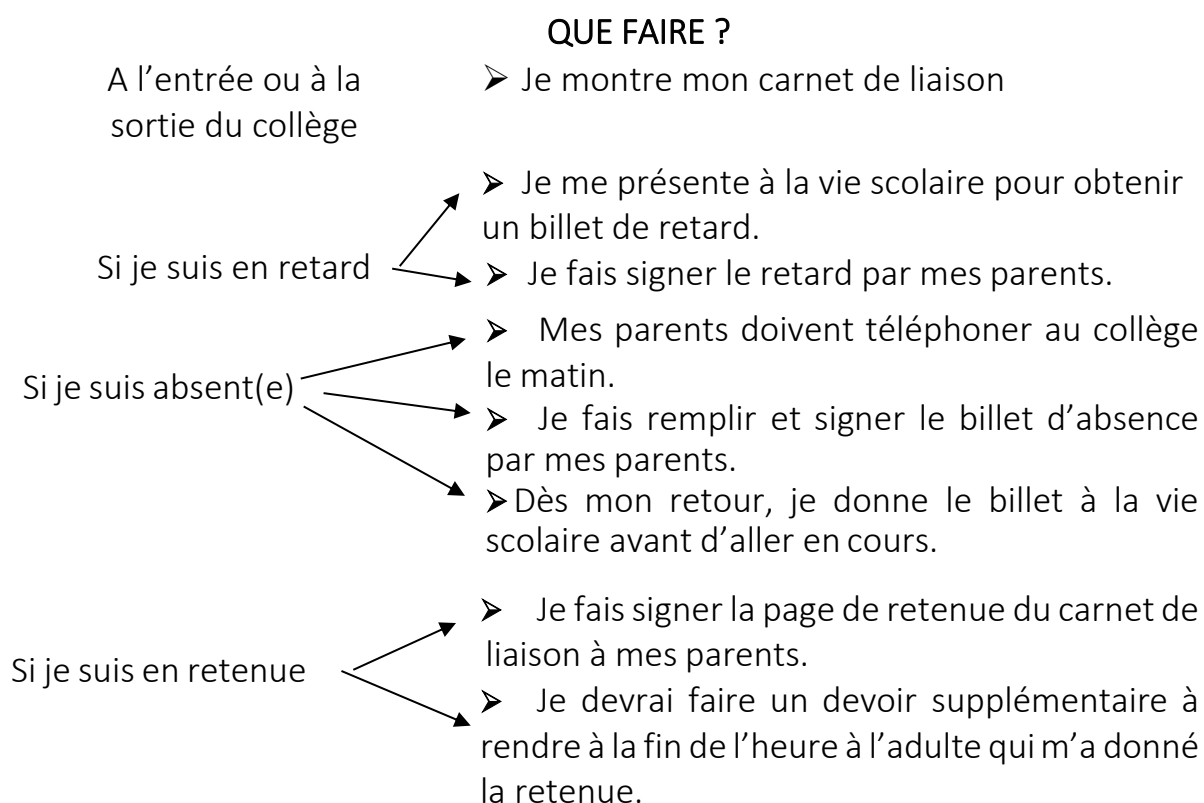 QUE FAIRE ?
A l’entrée ou à la
sortie du collège
➢ Je montre mon carnet de liaison
Si je suis en retard
➢ Je me présente à la vie scolaire pour obtenir
un billet de retard.
➢ Je fais signer le retard par mes parents.
Si je suis absent(e)
➢ Mes parents doivent téléphoner au collège
le matin.
➢ Je fais remplir et signer le billet d’absence
par mes parents.
➢Dès mon retour, je donne le billet à la vie
scolaire avant d’aller en cours.
Si je suis en retenue
➢ Je fais signer la page de retenue du carnet de
liaison à mes parents.
➢ Je devrai faire un devoir supplémentaire à
rendre à la fin de l’heure à l’adulte qui m’a donné
la retenue.